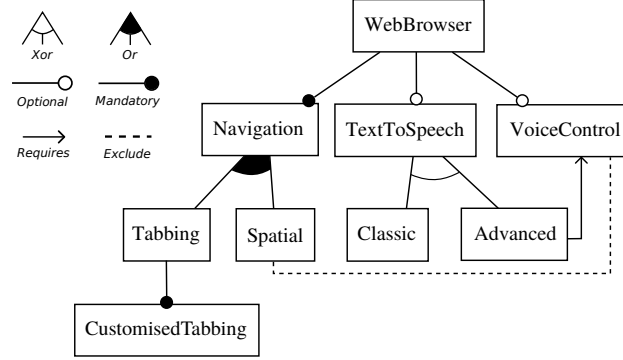 WebBrowser
Xor
Or
Optional
Mandatory
Navigation
TextToSpeech
VoiceControl
Requires
Exclude
Tabbing
Spatial
Classic
Advanced
CustomisedTabbing